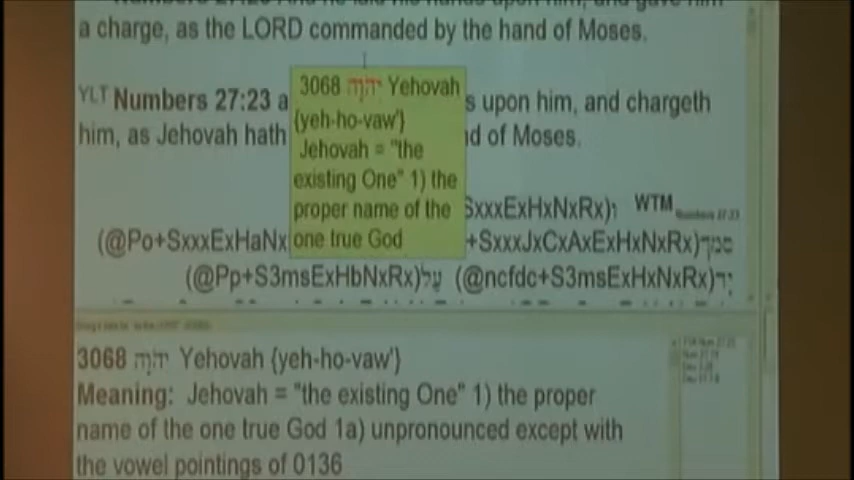 a charge, as the LORD commanded by the hand of Moses.
YLT Numbers 27:23 a s upon him, and chargeth
him, as Jehovah hath nd of Moses.
3068 יְהֹוָה Yehovah
{yeh-ho-vaw'}
Jehovah = "the
existing One" 1) the
proper name of the
one true God
SxxxExHxNxRx)ו WTM
(@Po+SxxxExHaNx +SxxxJxCxAxExHxNxRx)סמך
(@Pp+S3msExHbNxRx)על (@ncfdc+S3msExHxNxRx)יד
3068 יְהֹוָה Yehovah {yeh-ho-vaw'}
Meaning: Jehovah = "the existing One" 1) the proper
name of the one true God 1a) unpronounced except with
the vowel pointings of 0136